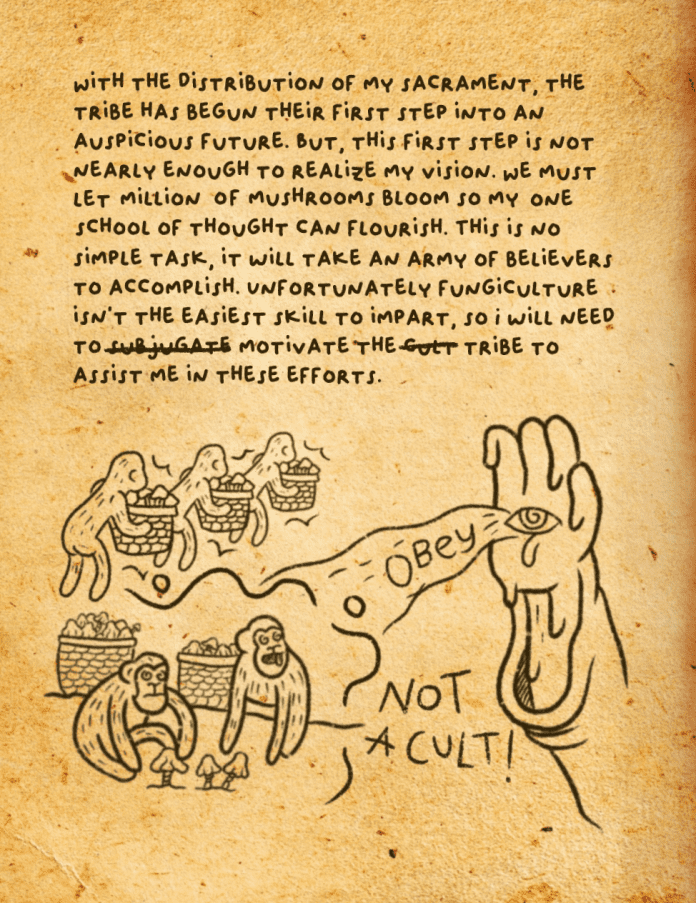 WITH THE DISTRIBUTION OF MY SACRAMENT, THE
TRIBE HAS BEGUN THEIR FIRST STEP INTO AN
AUSPICIOUS FUTURE. BUT, THIS FIRST STEP IS NOT
NEARLY ENOUGH TO REALIZE MY VISION. WE MUST
LET MILLION OF MUSHROOMS BLOOM SO MY ONE
SCHOOL OF THOUGHT CAN FLOURISH. THIS IS NO
SIMPLE TASK, IT WILL TAKE AN ARMY OF BELIEVERS
TO ACCOMPLISH. UNFORTUNATELY FUNGICULTURE
ISN'T THE EASIEST SKILL TO IMPART, SO I WILL NEED
TO SUBJUGATE MOTIVATE THE CULT TRIBE TO
ASSIST ME IN THESE EFFORTS.
OBEY
NOT
A CULT!